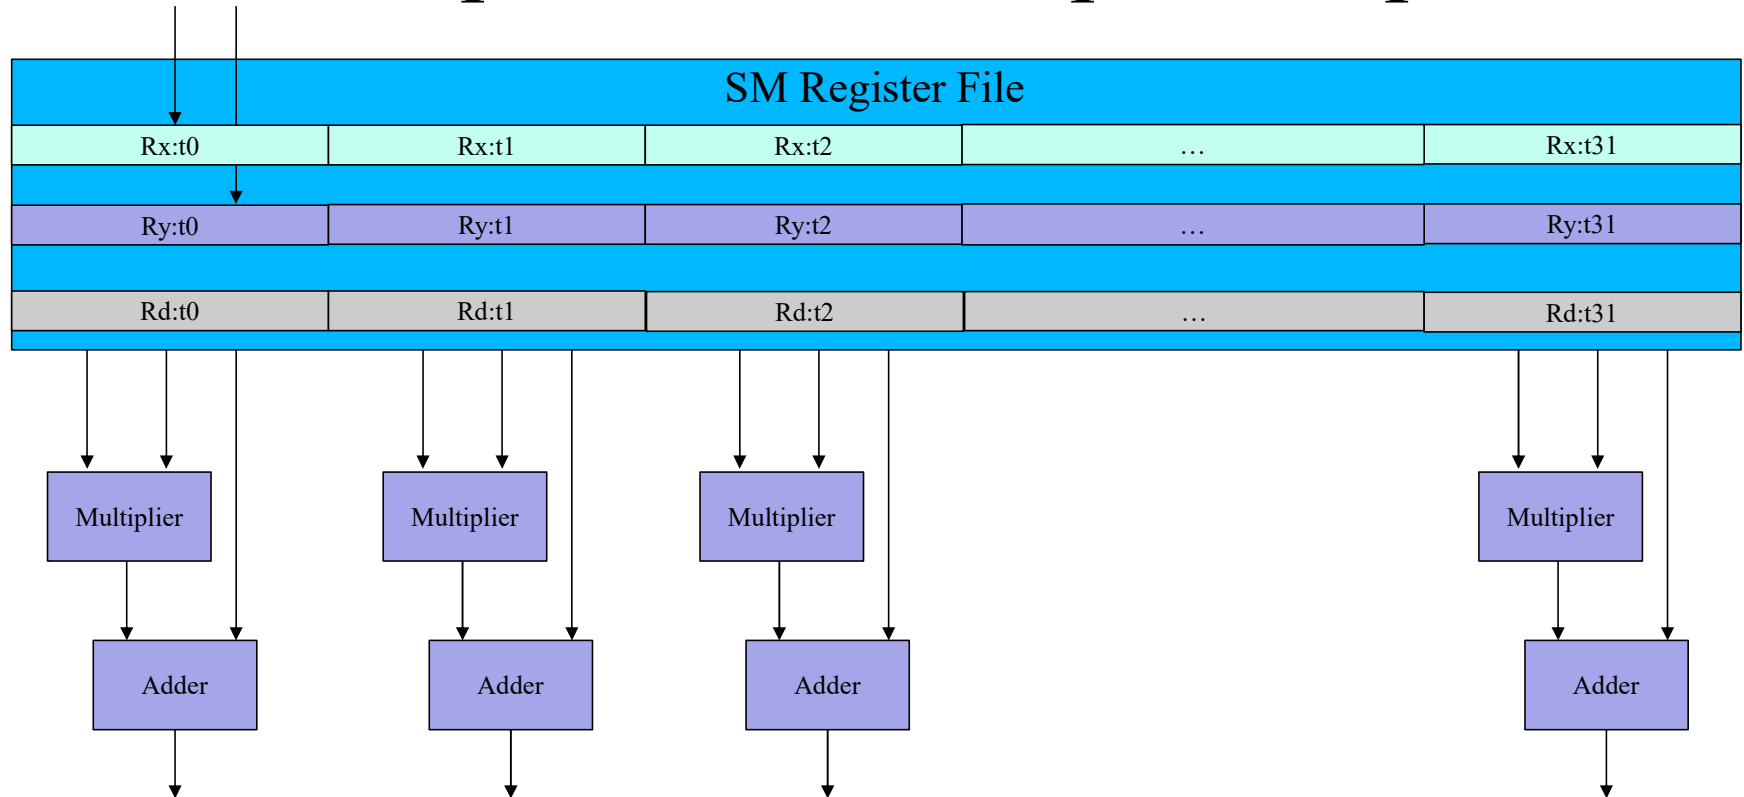 SM Register File
Rx:t0 Rx:t1 Rx:t2 … Rx:t31
Ry:t0 Ry:t1 Ry:t2 … Ry:t31
Rd:t0 Rd:t1 Rd:t2 … Rd:t31
Multiplier Multiplier Multiplier Multiplier
Adder Adder Adder Adder